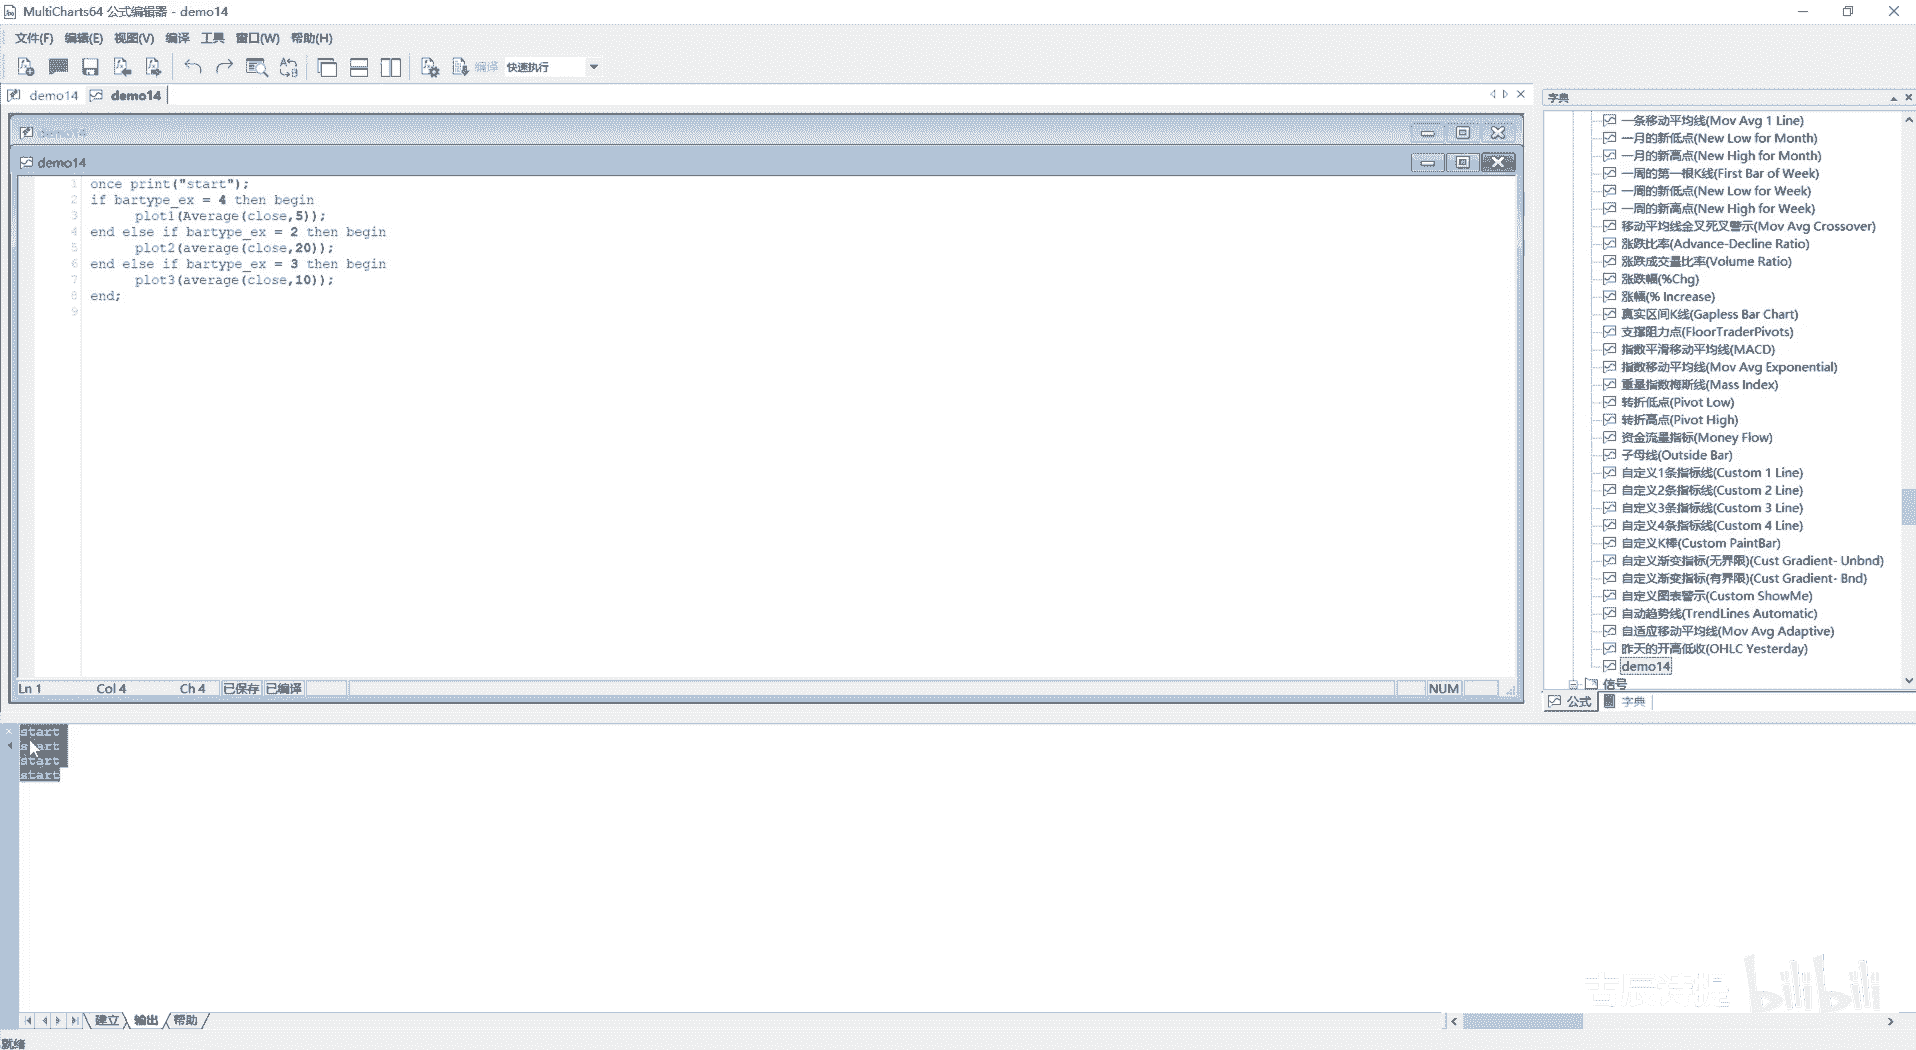 MultiCharts64 公式编辑器 - demo14
文件(F) 编辑(E) 视图(V) 编译 工具 窗口(W) 帮助(H)
编译 快速执行
demo14 demo14
字典
demo14
demo14
1 once print("start");
2 if bartype_ex = 4 then begin
3 plot1(Average(close,5));
4 end else if bartype_ex = 2 then begin
5 plot2(average(close,20));
6 end else if bartype_ex = 3 then begin
7 plot3(average(close,10));
8 end;
9
Ln 1 Col 4 Ch 4 已保存 已编译 NUM
一条移动平均线(Mov Avg 1 Line)
一月的新低点(New Low for Month)
一月的新高点(New High for Month)
一周的第一根K线(First Bar of Week)
一周的新低点(New Low for Week)
一周的新高点(New High for Week)
移动平均线金叉死叉警示(Mov Avg Crossover)
涨跌比率(Advance-Decline Ratio)
涨跌成交量比率(Volume Ratio)
涨跌幅(%Chg)
涨幅(% Increase)
真实区间K线(Gapless Bar Chart)
支撑阻力点(FloorTraderPivots)
指数平滑移动平均线(MACD)
指数移动平均线(Mov Avg Exponential)
重量指数梅斯线(Mass Index)
转折低点(Pivot Low)
转折高点(Pivot High)
资金流量指标(Money Flow)
子母线(Outside Bar)
自定义1条指标线(Custom 1 Line)
自定义2条指标线(Custom 2 Line)
自定义3条指标线(Custom 3 Line)
自定义4条指标线(Custom 4 Line)
自定义K棒(Custom PaintBar)
自定义渐变指标(无界限)(Cust Gradient- Unbnd)
自定义渐变指标(有界限)(Cust Gradient- Bnd)
自定义图表警示(Custom ShowMe)
自动趋势线(TrendLines Automatic)
自适应移动平均线(Mov Avg Adaptive)
昨天的开高低收(OHLC Yesterday)
demo14
信号
公式 字典
start
start
start
start
bilibili
建立 输出 帮助
就绪